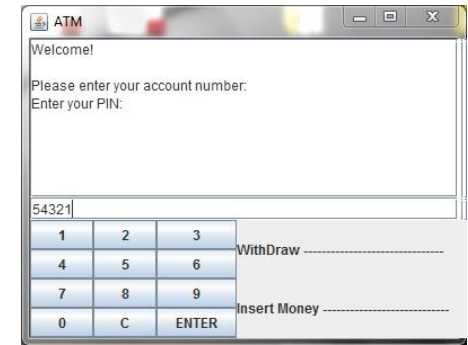 ATM
Welcome!
Please enter your account number:
Enter your PIN:
54321
1 2 3
WithDraw --------------------------------
4 5 6
7 8 9
Insert Money -----------------------------
0 C ENTER